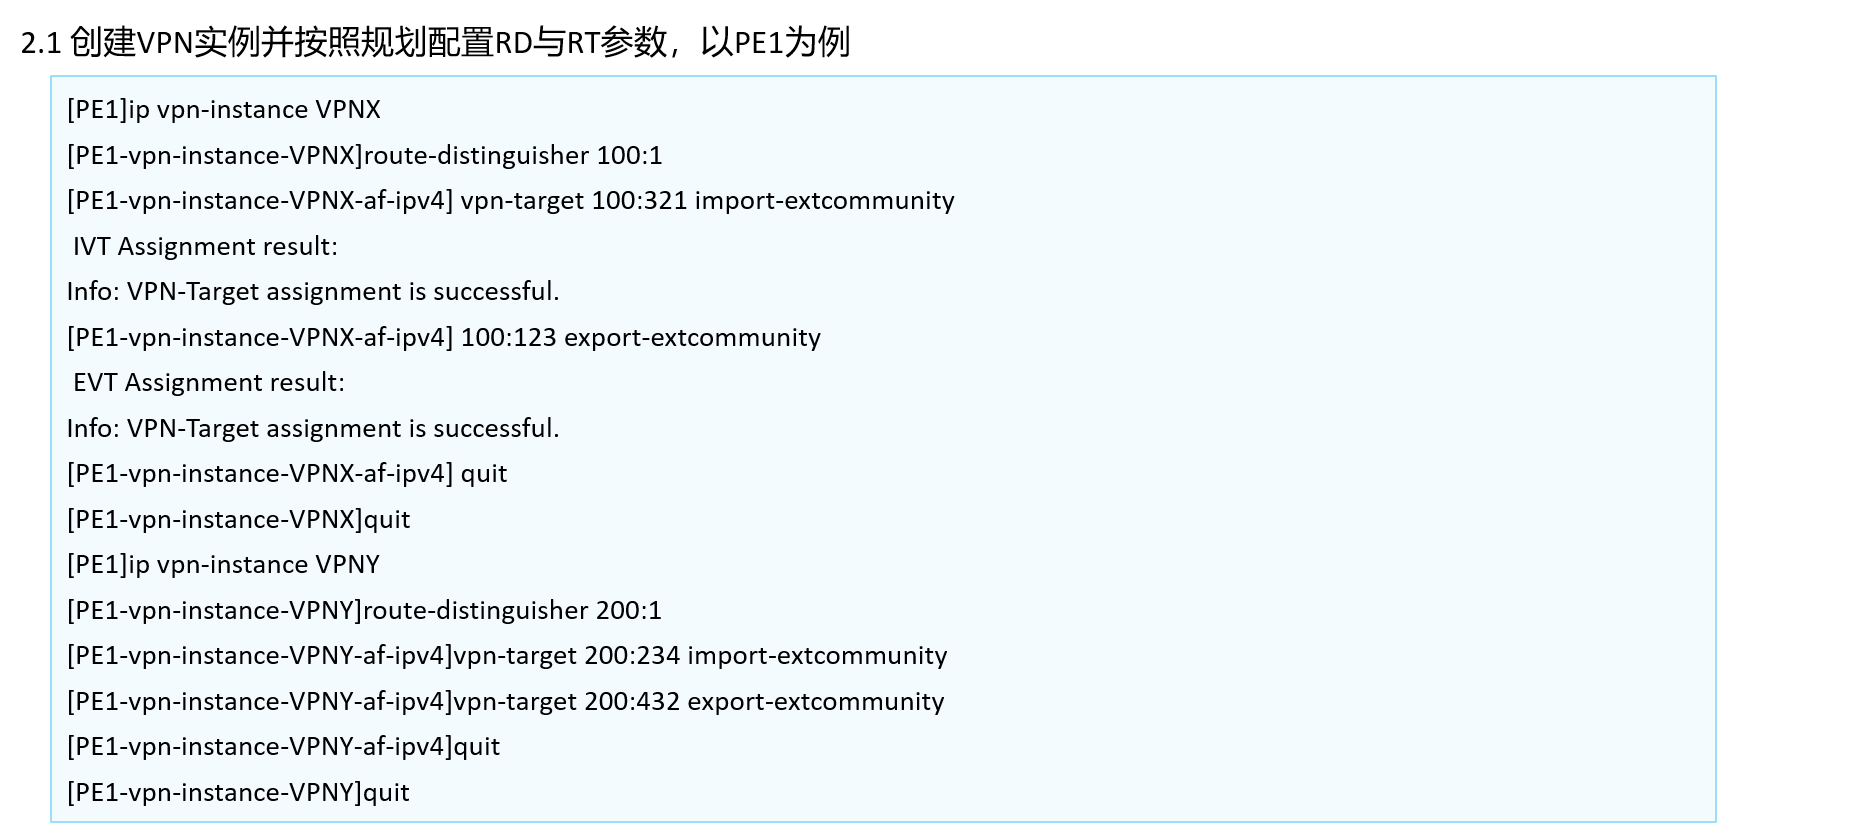 2.1 创建VPN实例并按照规划配置RD与RT参数，以PE1为例
[PE1]ip vpn-instance VPNX
[PE1-vpn-instance-VPNX]route-distinguisher 100:1
[PE1-vpn-instance-VPNX-af-ipv4] vpn-target 100:321 import-extcommunity
IVT Assignment result:
Info: VPN-Target assignment is successful.
[PE1-vpn-instance-VPNX-af-ipv4] 100:123 export-extcommunity
EVT Assignment result:
Info: VPN-Target assignment is successful.
[PE1-vpn-instance-VPNX-af-ipv4] quit
[PE1-vpn-instance-VPNX]quit
[PE1]ip vpn-instance VPNY
[PE1-vpn-instance-VPNY]route-distinguisher 200:1
[PE1-vpn-instance-VPNY-af-ipv4]vpn-target 200:234 import-extcommunity
[PE1-vpn-instance-VPNY-af-ipv4]vpn-target 200:432 export-extcommunity
[PE1-vpn-instance-VPNY-af-ipv4]quit
[PE1-vpn-instance-VPNY]quit